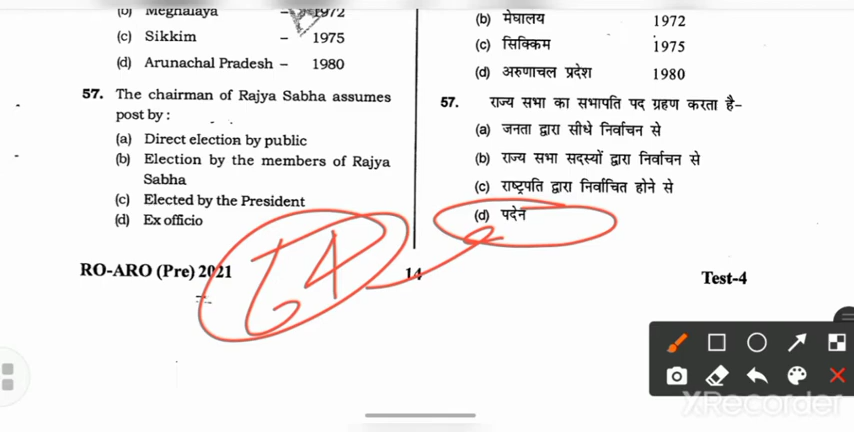 (b) Meghalaya – 1972
(c) Sikkim – 1975
(d) Arunachal Pradesh – 1980
57. The chairman of Rajya Sabha assumes
post by :
(a) Direct election by public
(b) Election by the members of Rajya
Sabha
(c) Elected by the President
(d) Ex officio
(b) मेघालय 1972
(c) सिक्किम 1975
(d) अरुणाचल प्रदेश 1980
57. राज्य सभा का सभापति पद ग्रहण करता है–
(a) जनता द्वारा सीधे निर्वाचन से
(b) राज्य सभा सदस्यों द्वारा निर्वाचन से
(c) राष्ट्रपति द्वारा निर्वाचित होने से
(d) पदेन
RO-ARO (Pre) 2021 14 Test-4
XRecorder